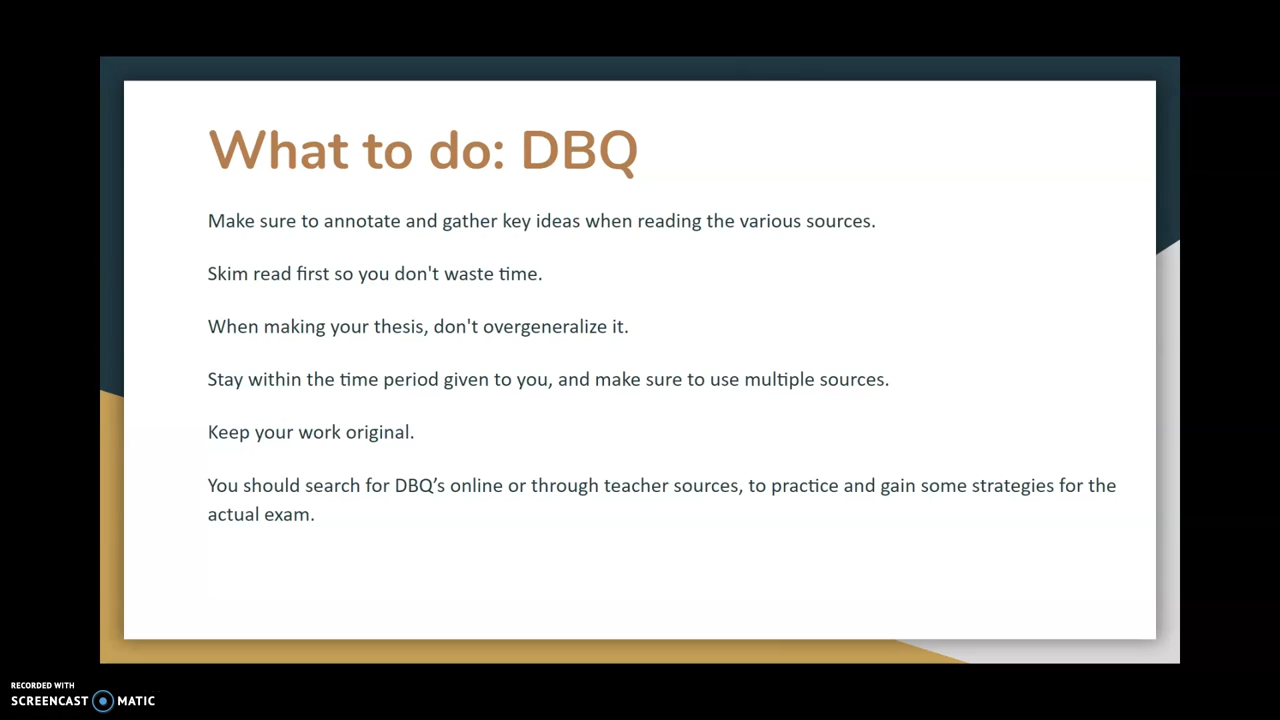 What to do: DBQ
Make sure to annotate and gather key ideas when reading the various sources.
Skim read first so you don't waste time.
When making your thesis, don't overgeneralize it.
Stay within the time period given to you, and make sure to use multiple sources.
Keep your work original.
You should search for DBQ’s online or through teacher sources, to practice and gain some strategies for the
actual exam.
RECORDED WITH
SCREENCAST MATIC